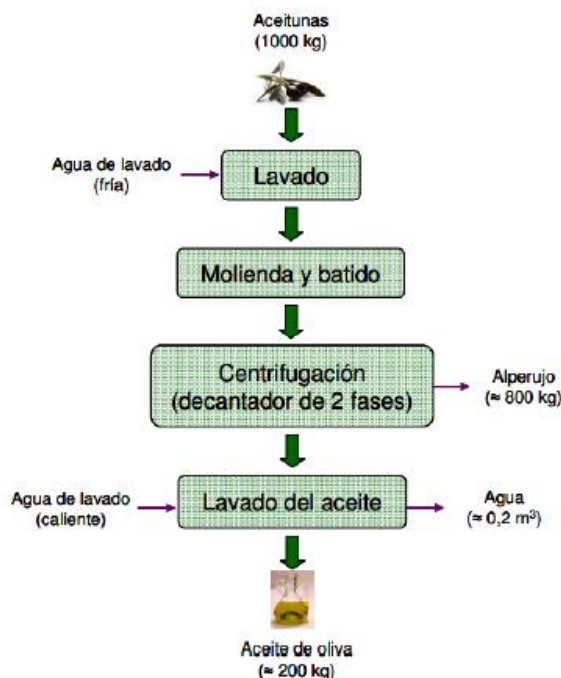 Aceitunas
(1000 kg)
Agua de lavado
(fría)
Lavado
Molienda y batido
Centrifugación
(decantador de 2 fases)
Alperujo
(≈ 800 kg)
Agua de lavado
(caliente)
Lavado del aceite
Agua
(≈ 0,2 m³)
Aceite de oliva
(≈ 200 kg)